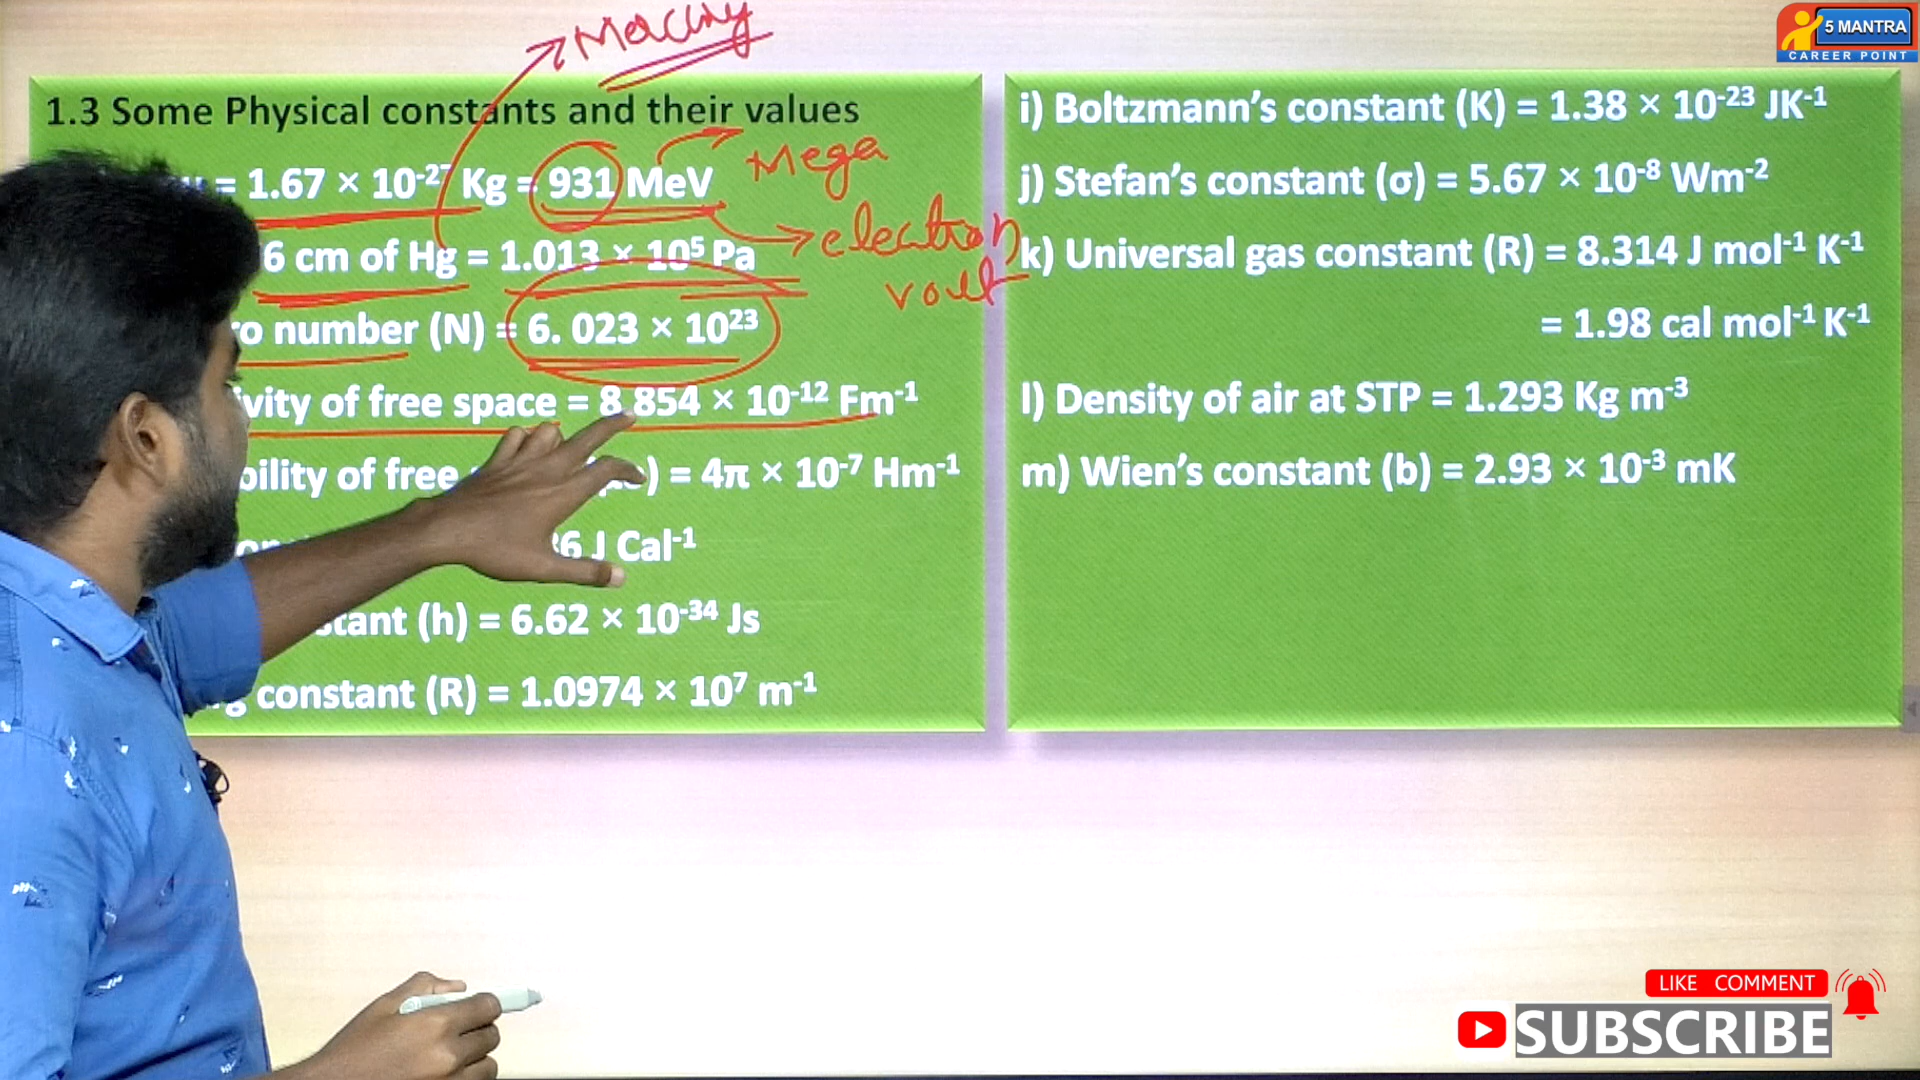 Mercury
5 MANTRA
CAREER POINT
1.3 Some Physical constants and their values
= 1.67 × 10⁻²⁷ Kg = 931 MeV
Mega
electron
volt
6 cm of Hg = 1.013 × 10⁵ Pa
number (N) = 6. 023 × 10²³
of free space = 8 854 × 10⁻¹² Fm⁻¹
of free ) = 4π × 10⁻⁷ Hm⁻¹
6 J Cal⁻¹
(h) = 6.62 × 10⁻³⁴ Js
constant (R) = 1.0974 × 10⁷ m⁻¹
i) Boltzmann’s constant (K) = 1.38 × 10⁻²³ JK⁻¹
j) Stefan’s constant (σ) = 5.67 × 10⁻⁸ Wm⁻²
k) Universal gas constant (R) = 8.314 J mol⁻¹ K⁻¹
= 1.98 cal mol⁻¹ K⁻¹
l) Density of air at STP = 1.293 Kg m⁻³
m) Wien’s constant (b) = 2.93 × 10⁻³ mK
LIKE COMMENT
SUBSCRIBE